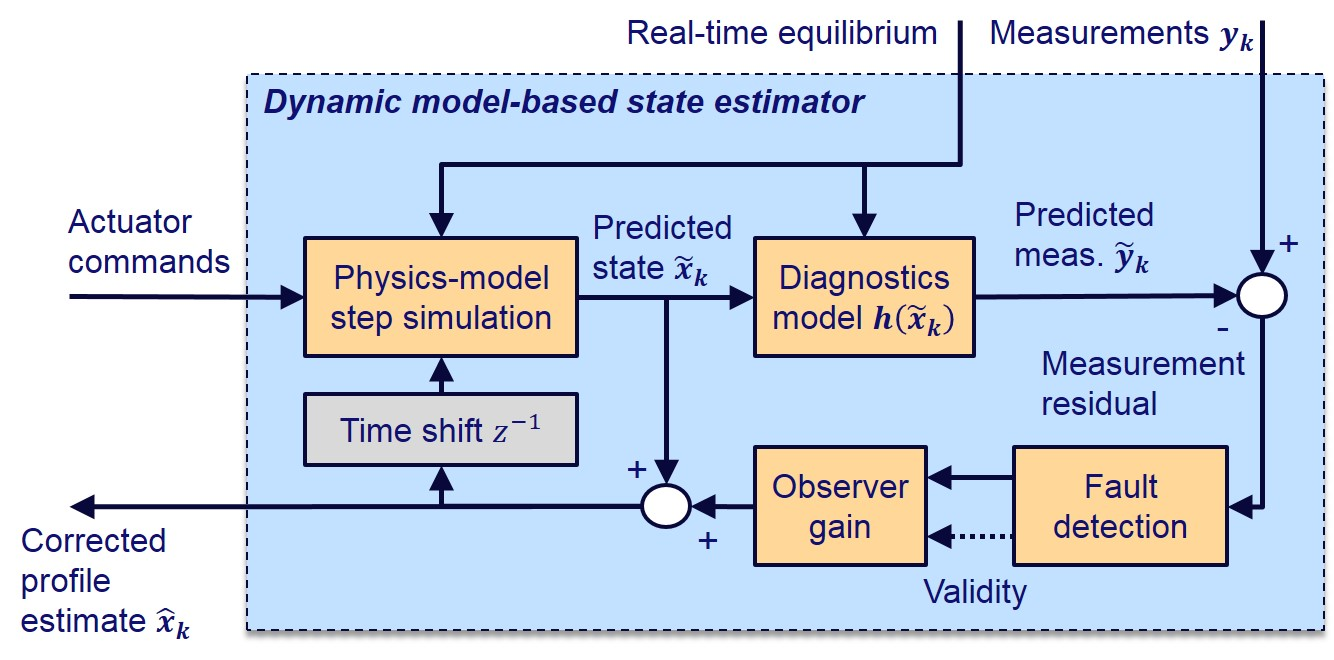 Real-time equilibrium
Measurements 𝒚ₖ
Dynamic model-based state estimator
Actuator
commands
Physics-model
step simulation
Predicted
state x̃ₖ
Diagnostics
model h(x̃ₖ)
Predicted
meas. ỹₖ
+
-
Measurement
residual
Time shift z⁻¹
+
+
Observer
gain
Fault
detection
Validity
Corrected
profile
estimate x̂ₖ